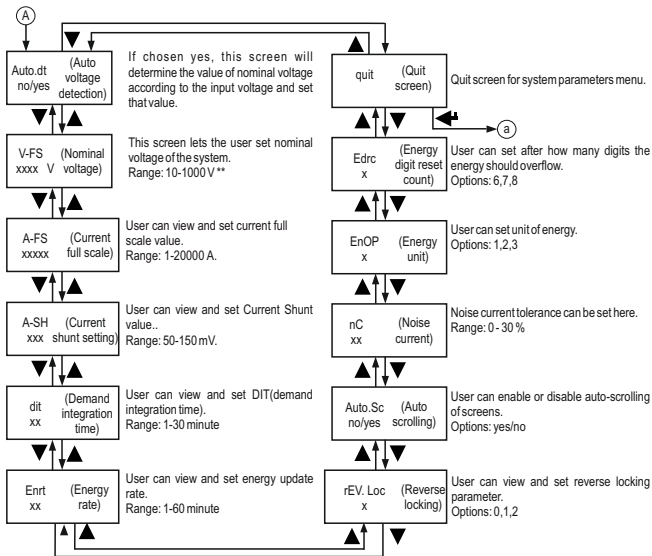 A
Auto.dt (Auto
no/yes voltage
detection)
If chosen yes, this screen will
determine the value of nominal voltage
according to the input voltage and set
that value.
V-FS (Nominal
xxxx V voltage)
This screen lets the user set nominal
voltage of the system.
Range: 10-1000 V **
A-FS (Current
xxxxx full scale)
User can view and set current full
scale value.
Range: 1-20000 A.
A-SH (Current
xxx shunt setting)
User can view and set Current Shunt
value..
Range: 50-150 mV.
dit (Demand
xx integration
time)
User can view and set DIT(demand
integration time).
Range: 1-30 minute
Enrt (Energy
xx rate)
User can view and set energy update
rate.
Range: 1-60 minute
quit (Quit
screen)
Quit screen for system parameters menu.
a
Edrc (Energy
x digit reset
count)
User can set after how many digits the
energy should overflow.
Options: 6,7,8
EnOP (Energy
x unit)
User can set unit of energy.
Options: 1,2,3
nC (Noise
xx current)
Noise current tolerance can be set here.
Range: 0 - 30 %
Auto.Sc (Auto
no/yes scrolling)
User can enable or disable auto-scrolling
of screens.
Options: yes/no
rEV. Loc (Reverse
x locking)
User can view and set reverse locking
parameter.
Options: 0,1,2